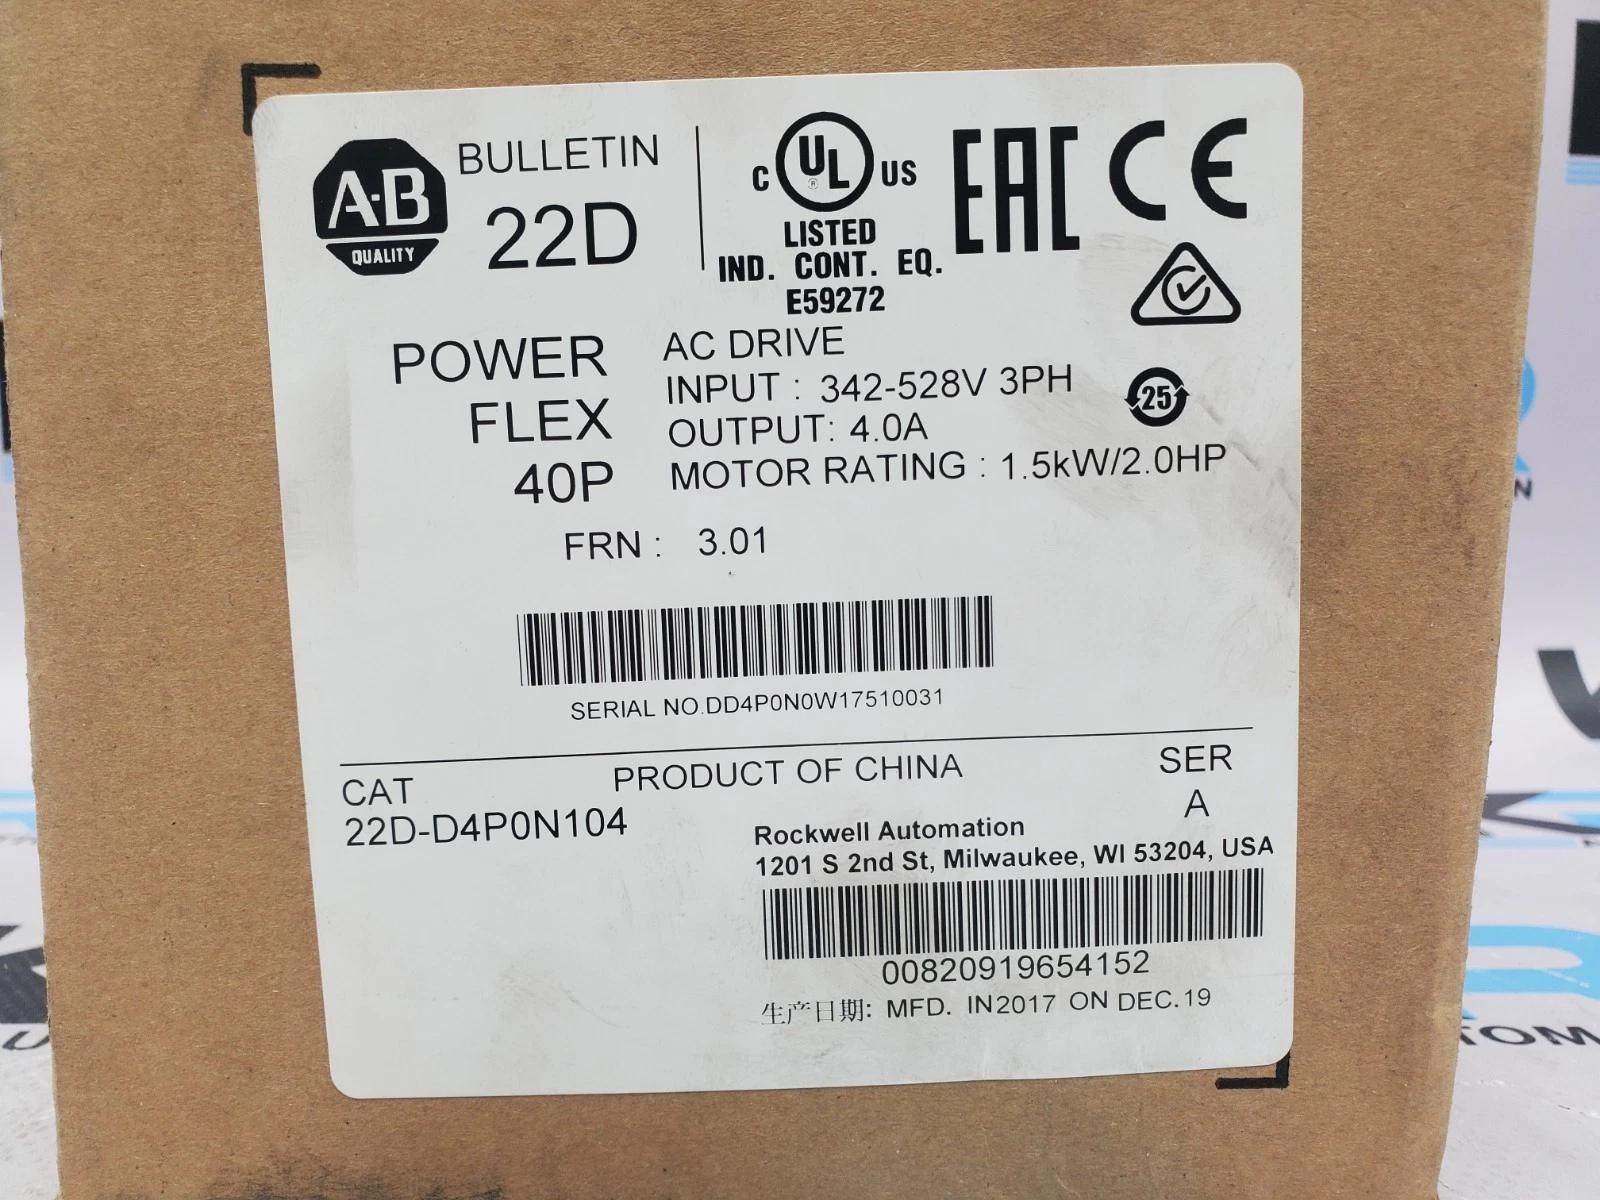 A-B
QUALITY
BULLETIN
22D
C UL® US
LISTED
IND. CONT. EQ.
E59272
EAC CE
POWER
FLEX
40P
AC DRIVE
INPUT : 342-528V 3PH
OUTPUT: 4.0A
MOTOR RATING : 1.5kW/2.0HP
25
FRN : 3.01
SERIAL NO.DD4P0N0W17510031
CAT
22D-D4P0N104
PRODUCT OF CHINA
SER
A
Rockwell Automation
1201 S 2nd St, Milwaukee, WI 53204, USA
00820919654152
生产日期: MFD. IN2017 ON DEC.19